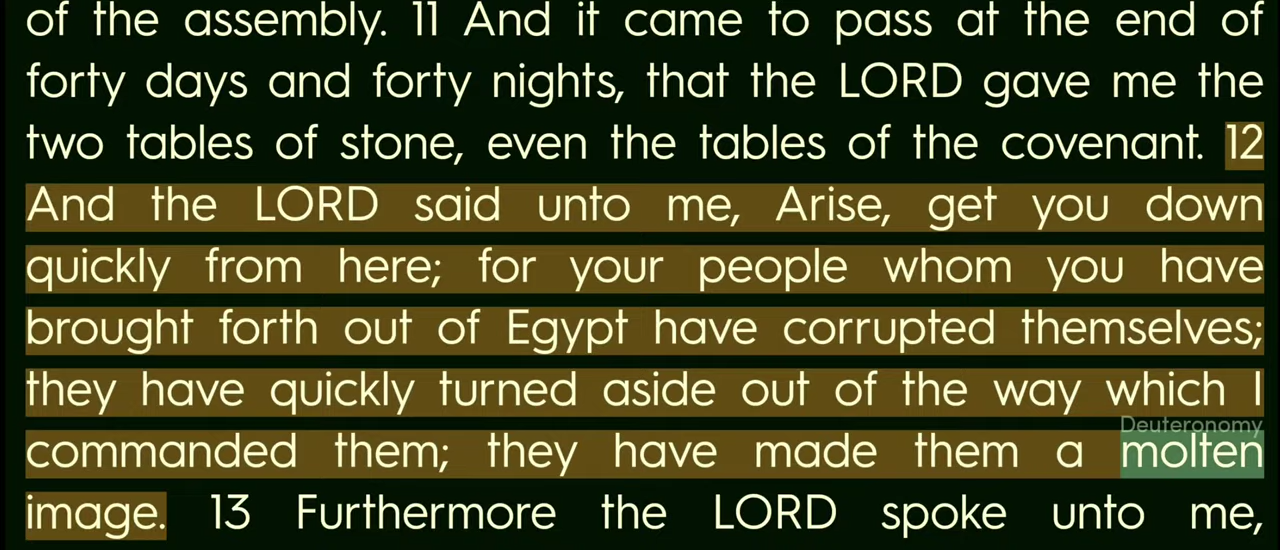 of the assembly. 11 And it came to pass at the end of
forty days and forty nights, that the LORD gave me the
two tables of stone, even the tables of the covenant. 12
And the LORD said unto me, Arise, get you down
quickly from here; for your people whom you have
brought forth out of Egypt have corrupted themselves;
they have quickly turned aside out of the way which I
Deuteronomy
commanded them; they have made them a molten
image. 13 Furthermore the LORD spoke unto me,